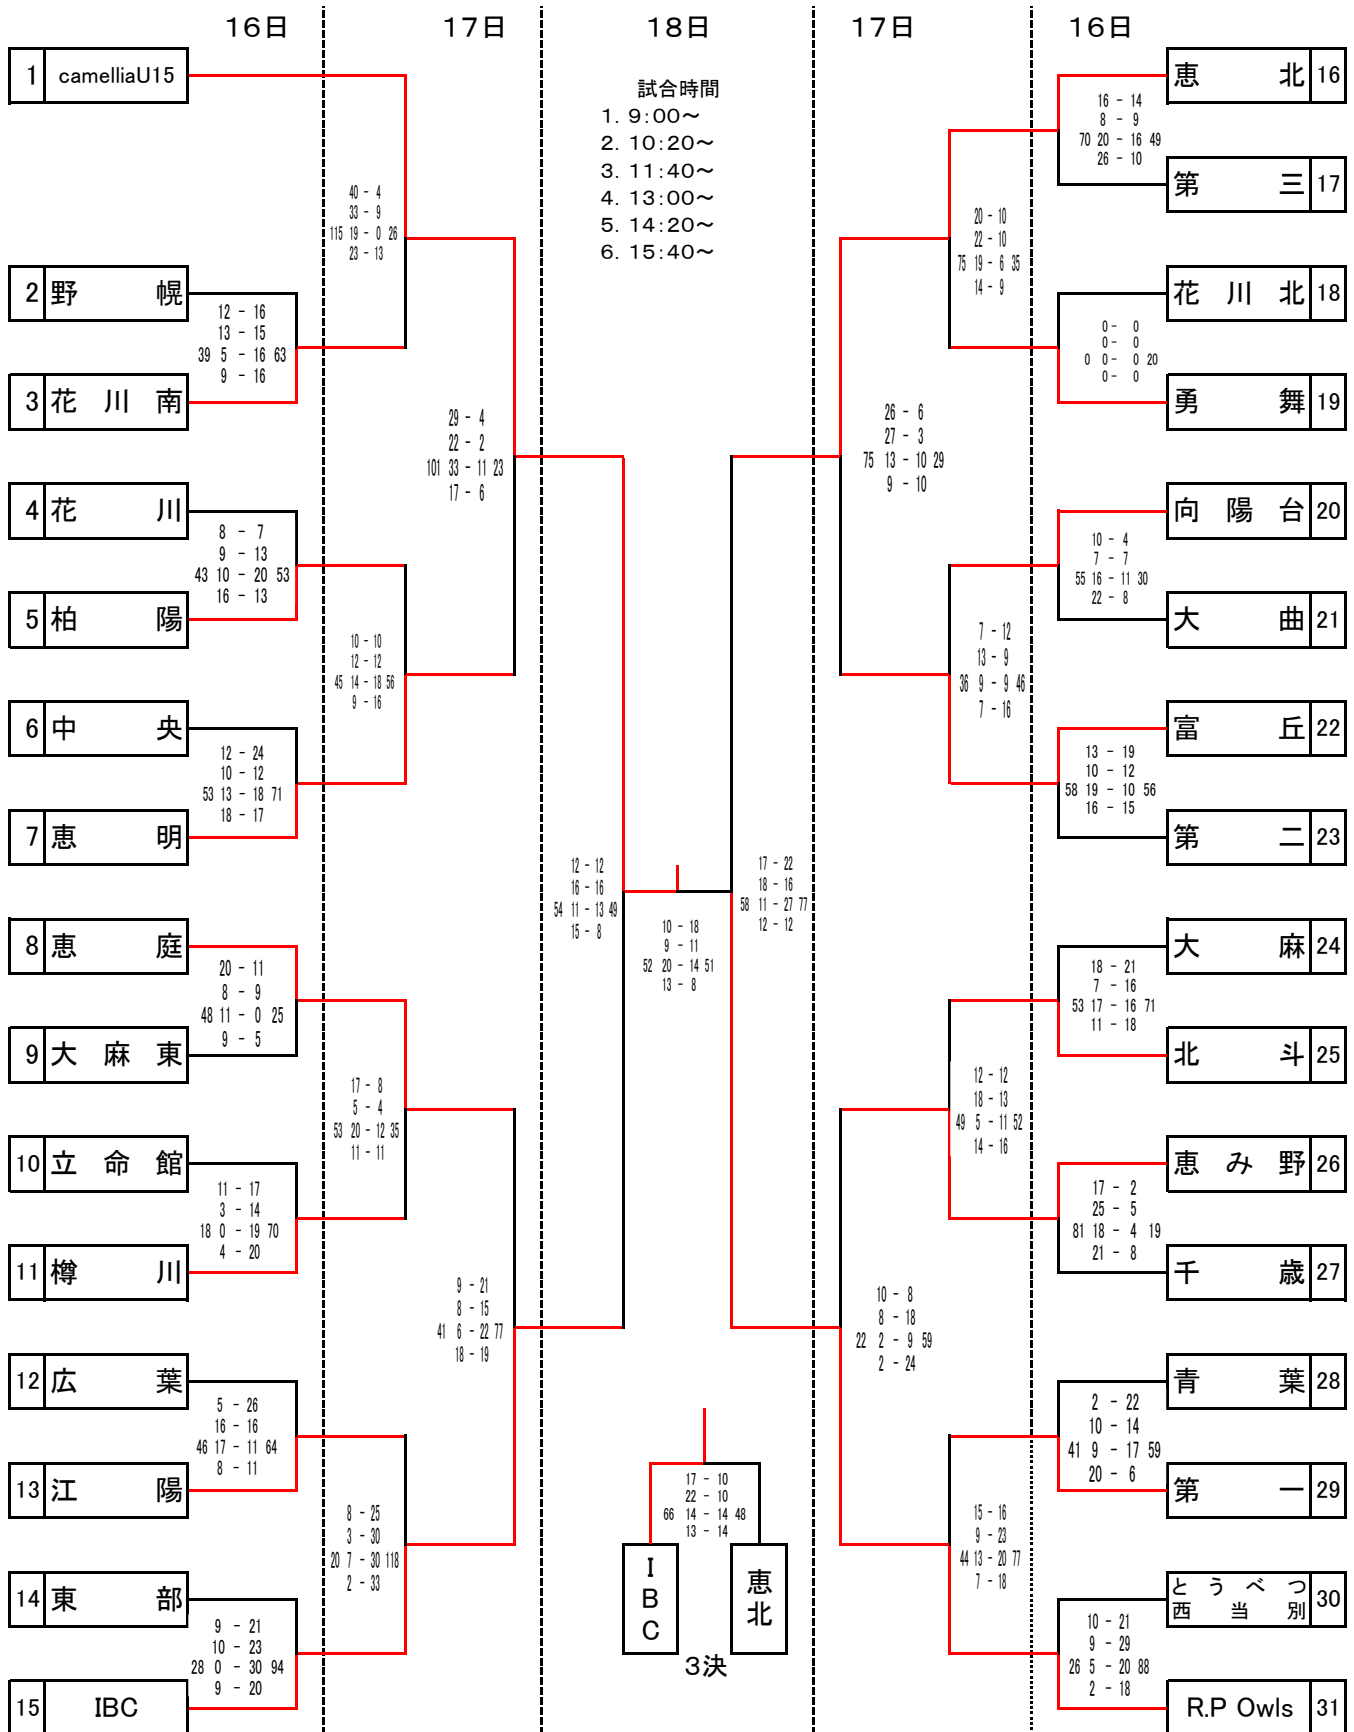 16日 17日 18日 17日 16日
試合時間
1. 9:00～
2. 10:20～
3. 11:40～
4. 13:00～
5. 14:20～
6. 15:40～
1 camelliaU15
2 野幌
3 花川南
4 花川
5 柏陽
6 中央
7 恵明
8 恵庭
9 大麻東
10 立命館
11 樽川
12 広葉
13 江陽
14 東部
15 IBC
12 - 16
13 - 15
39 5 - 16 63
9 - 16
8 - 7
9 - 13
43 10 - 20 53
16 - 13
12 - 24
10 - 12
53 13 - 18 71
18 - 17
20 - 11
8 - 9
48 11 - 0 25
9 - 5
11 - 17
3 - 14
18 0 - 19 70
4 - 20
5 - 26
16 - 16
46 17 - 11 64
8 - 11
9 - 21
10 - 23
28 0 - 30 94
9 - 20
40 - 4
33 - 9
115 19 - 0 26
23 - 13
10 - 10
12 - 12
45 14 - 18 56
9 - 16
17 - 8
5 - 4
53 20 - 12 35
11 - 11
8 - 25
3 - 30
20 7 - 30 118
2 - 33
29 - 4
22 - 2
101 33 - 11 23
17 - 6
9 - 21
8 - 15
41 6 - 22 77
18 - 19
12 - 12
16 - 16
54 11 - 13 49
15 - 8
10 - 18
9 - 11
52 20 - 14 51
13 - 8
17 - 22
18 - 16
58 11 - 27 77
12 - 12
17 - 10
22 - 10
66 14 - 14 48
13 - 14
IBC
恵北
3決
26 - 6
27 - 3
75 13 - 10 29
9 - 10
10 - 8
8 - 18
22 2 - 9 59
2 - 24
20 - 10
22 - 10
75 19 - 6 35
14 - 9
7 - 12
13 - 9
36 9 - 9 46
7 - 16
12 - 12
18 - 13
49 5 - 11 52
14 - 16
15 - 16
9 - 23
44 13 - 20 77
7 - 18
16 - 14
8 - 9
70 20 - 16 49
26 - 10
0 - 0
0 - 0
0 0 - 0 20
0 - 0
10 - 4
7 - 7
55 16 - 11 30
22 - 8
13 - 19
10 - 12
58 19 - 10 56
16 - 15
18 - 21
7 - 16
53 17 - 16 71
11 - 18
17 - 2
25 - 5
81 18 - 4 19
21 - 8
2 - 22
10 - 14
41 9 - 17 59
20 - 6
10 - 21
9 - 29
26 5 - 20 88
2 - 18
恵北 16
第三 17
花川北 18
勇舞 19
向陽台 20
大曲 21
富丘 22
第二 23
大麻 24
北斗 25
恵み野 26
千歳 27
青葉 28
第一 29
とうべつ
西当別 30
R.P Owls 31